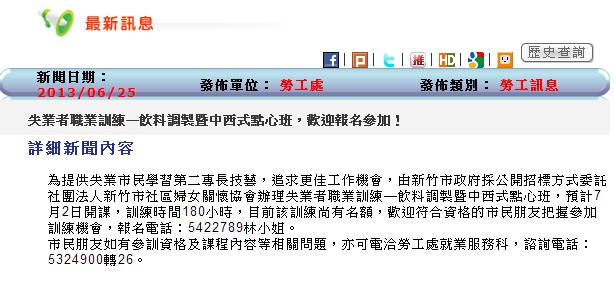 最新訊息
推 HD 歷史查詢
新聞日期：
2013/06/25
發佈單位： 勞工處
發佈類別： 勞工訊息
失業者職業訓練—飲料調製暨中西式點心班，歡迎報名參加！
詳細新聞內容
為提供失業市民學習第二專長技藝，追求更佳工作機會，由新竹市政府採公開招標方式委託
社團法人新竹市社區婦女關懷協會辦理失業者職業訓練—飲料調製暨中西式點心班，預計7
月2日開課，訓練時間180小時，目前該訓練尚有名額，歡迎符合資格的市民朋友把握參加
訓練機會，報名電話：5422789林小姐。
市民朋友如有參訓資格及課程內容等相關問題，亦可電洽勞工處就業服務科，諮詢電話：
5324900轉26。